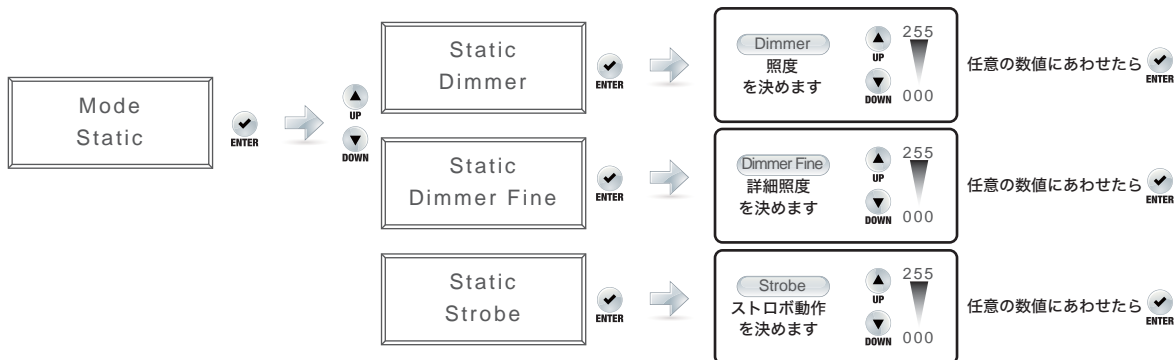 Mode
Static
ENTER
UP
DOWN
Static
Dimmer
ENTER
Dimmer
照度
を決めます
UP
DOWN
255
000
任意の数値にあわせたら
ENTER
Static
Dimmer Fine
ENTER
Dimmer Fine
詳細照度
を決めます
UP
DOWN
255
000
任意の数値にあわせたら
ENTER
Static
Strobe
ENTER
Strobe
ストロボ動作
を決めます
UP
DOWN
255
000
任意の数値にあわせたら
ENTER